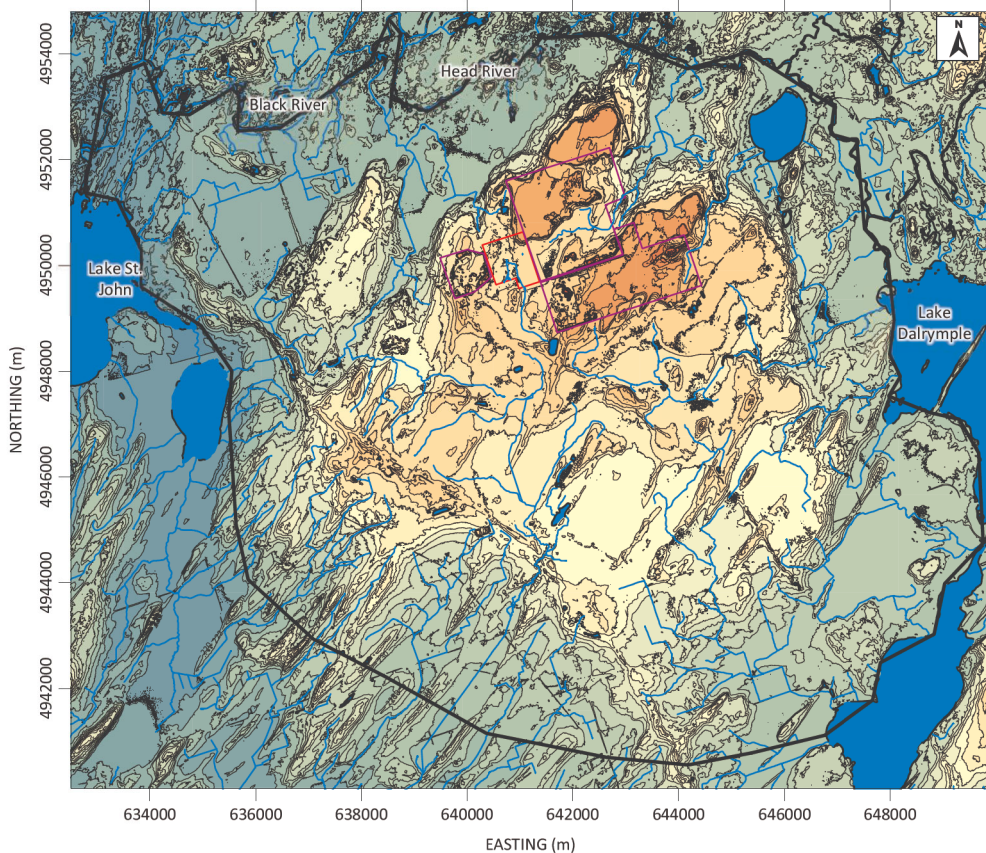 N
4954000
4952000
4950000
4948000
4946000
4944000
4942000
NORTHING (m)
Head River
Black River
Lake St.
John
Lake
Dalrymple
634000
636000
638000
640000
642000
644000
646000
648000
EASTING (m)